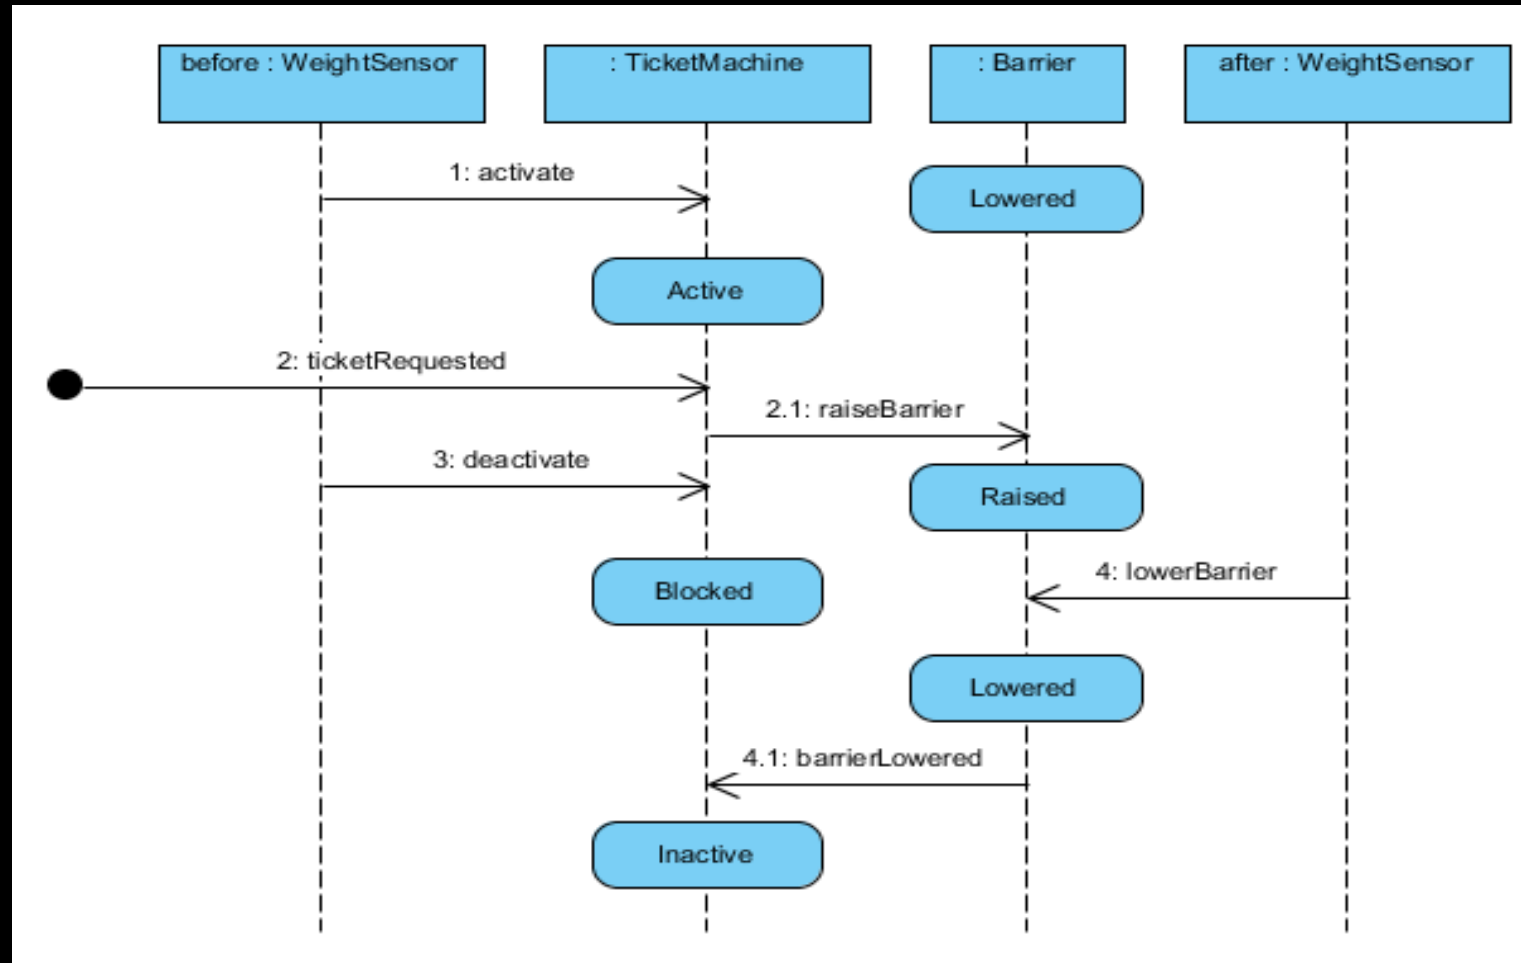 before : WeightSensor
: TicketMachine
: Barrier
after : WeightSensor
1: activate
Lowered
Active
2: ticketRequested
2.1: raiseBarrier
3: deactivate
Raised
4: lowerBarrier
Blocked
Lowered
4.1: barrierLowered
Inactive